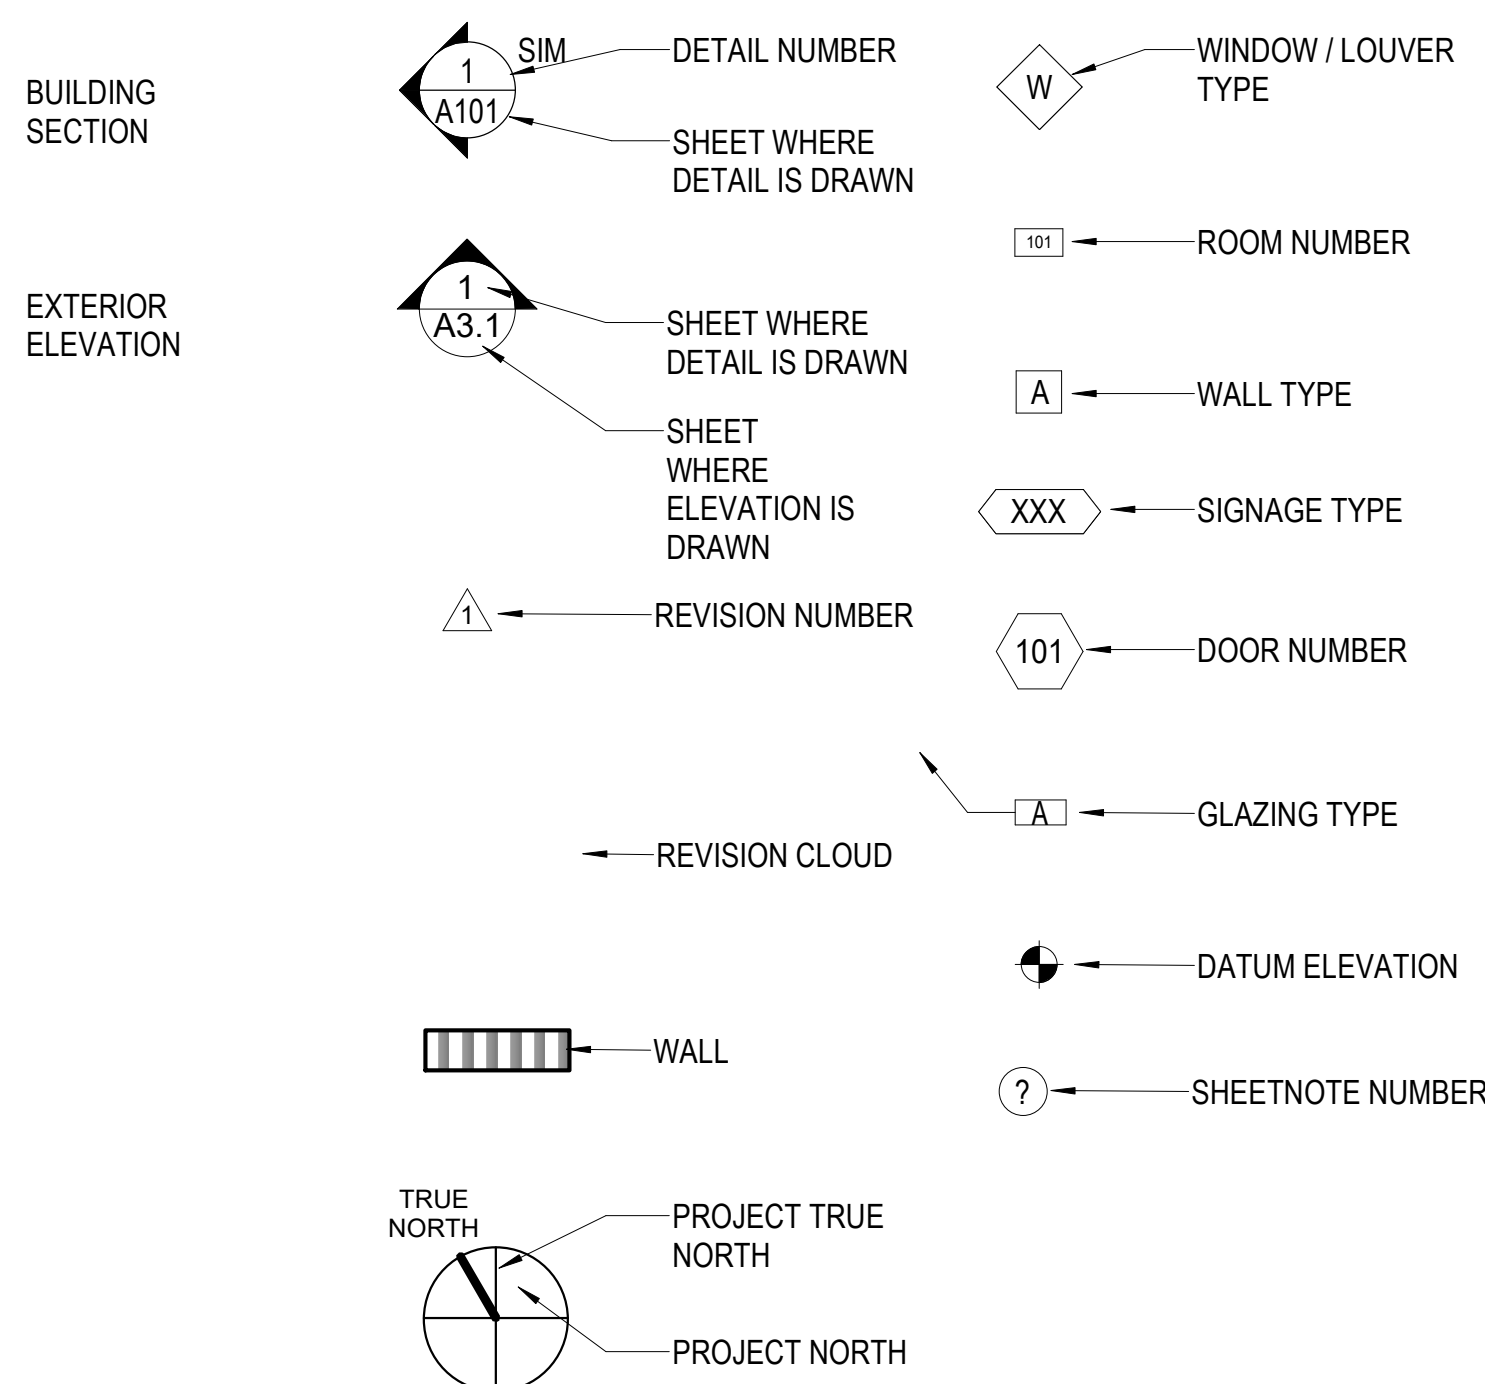 BUILDING
SECTION
1
A101
SIM
DETAIL NUMBER
SHEET WHERE
DETAIL IS DRAWN
EXTERIOR
ELEVATION
1
A3.1
SHEET WHERE
DETAIL IS DRAWN
SHEET
WHERE
ELEVATION IS
DRAWN
1
REVISION NUMBER
REVISION CLOUD
WALL
TRUE
NORTH
PROJECT TRUE
NORTH
PROJECT NORTH
W
WINDOW / LOUVER
TYPE
101
ROOM NUMBER
A
WALL TYPE
XXX
SIGNAGE TYPE
101
DOOR NUMBER
A
GLAZING TYPE
DATUM ELEVATION
?
SHEETNOTE NUMBER